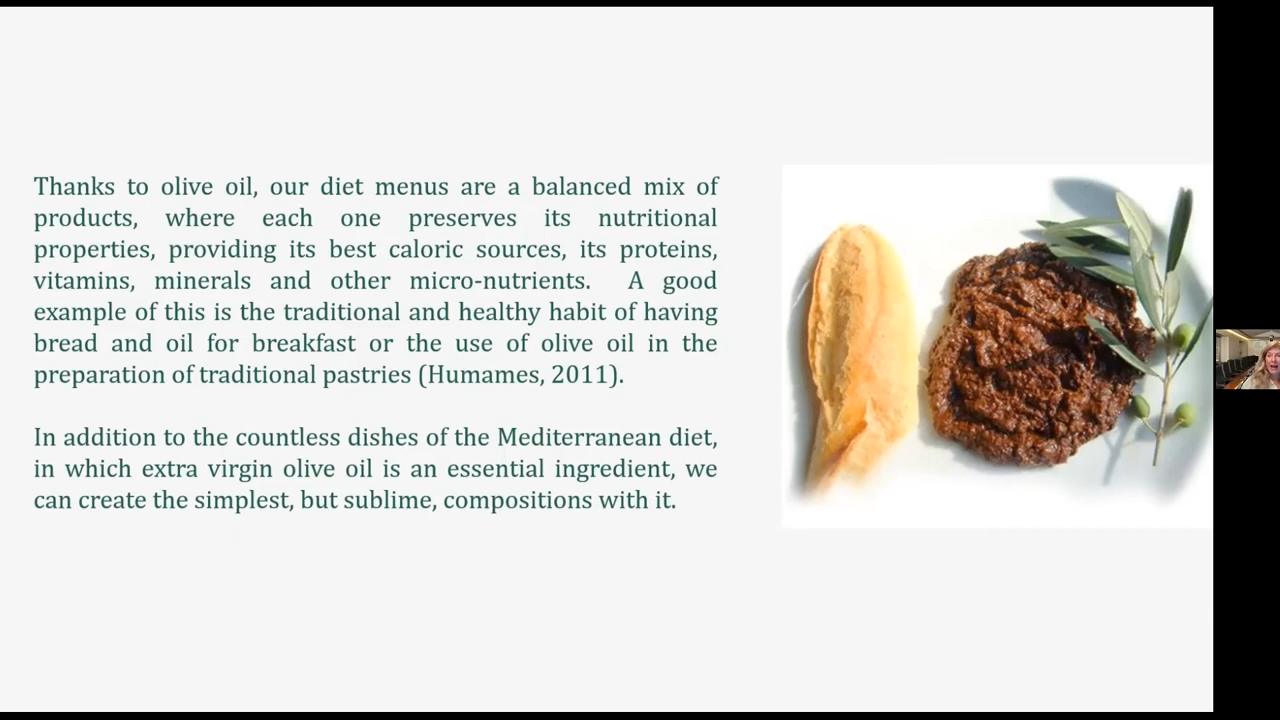 Thanks to olive oil, our diet menus are a balanced mix of
products, where each one preserves its nutritional
properties, providing its best caloric sources, its proteins,
vitamins, minerals and other micro-nutrients. A good
example of this is the traditional and healthy habit of having
bread and oil for breakfast or the use of olive oil in the
preparation of traditional pastries (Humames, 2011).
In addition to the countless dishes of the Mediterranean diet,
in which extra virgin olive oil is an essential ingredient, we
can create the simplest, but sublime, compositions with it.